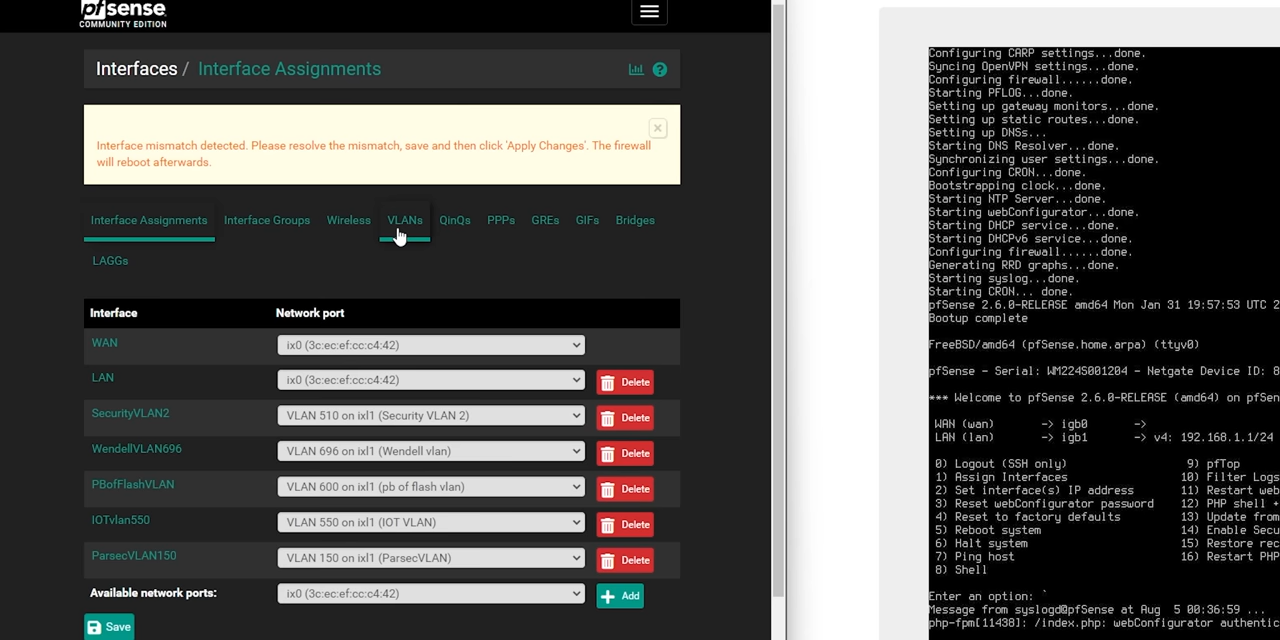 pfsense
COMMUNITY EDITION
Interfaces / Interface Assignments
Interface mismatch detected. Please resolve the mismatch, save and then click 'Apply Changes'. The firewall
will reboot afterwards.
Interface Assignments Interface Groups Wireless VLANs QinQs PPPs GREs GIFs Bridges
LAGGs
Interface Network port
WAN ix0 (3c:ec:ef:cc:c4:42)
LAN ix0 (3c:ec:ef:cc:c4:42) Delete
SecurityVLAN2 VLAN 510 on ixl1 (Security VLAN 2) Delete
WendellVLAN696 VLAN 696 on ixl1 (Wendell vlan) Delete
PBofFlashVLAN VLAN 600 on ixl1 (pb of flash vlan) Delete
IOTvlan550 VLAN 550 on ixl1 (IOT VLAN) Delete
ParsecVLAN150 VLAN 150 on ixl1 (ParsecVLAN) Delete
Available network ports: ix0 (3c:ec:ef:cc:c4:42) Add
Save
Configuring CARP settings...done.
Syncing OpenVPN settings...done.
Configuring firewall......done.
Starting PFLOG...done.
Setting up gateway monitors...done.
Setting up static routes...done.
Setting up DNSs...
Starting DNS Resolver...done.
Synchronizing user settings...done.
Configuring CRON...done.
Bootstrapping clock...done.
Starting NTP Server...done.
Starting webConfigurator...done.
Starting DHCP service...done.
Starting DHCPv6 service...done.
Configuring firewall......done.
Generating RRD graphs...done.
Starting syslog...done.
Starting CRON... done.
pfSense 2.6.0-RELEASE amd64 Mon Jan 31 19:57:53 UTC 2
Bootup complete
FreeBSD/amd64 (pfSense.home.arpa) (ttyv0)
pfSense - Serial: WM224S001204 - Netgate Device ID: 8
*** Welcome to pfSense 2.6.0-RELEASE (amd64) on pfSen
WAN (wan) -> igb0 ->
LAN (lan) -> igb1 -> v4: 192.168.1.1/24
0) Logout (SSH only) 9) pfTop
1) Assign Interfaces 10) Filter Logs
2) Set interface(s) IP address 11) Restart web
3) Reset webConfigurator password 12) PHP shell +
4) Reset to factory defaults 13) Update from
5) Reboot system 14) Enable Secu
6) Halt system 15) Restore rec
7) Ping host 16) Restart PHP
8) Shell
Enter an option: `
Message from syslogd@pfSense at Aug 5 00:36:59 ...
php-fpm[11438]: /index.php: webConfigurator authentic